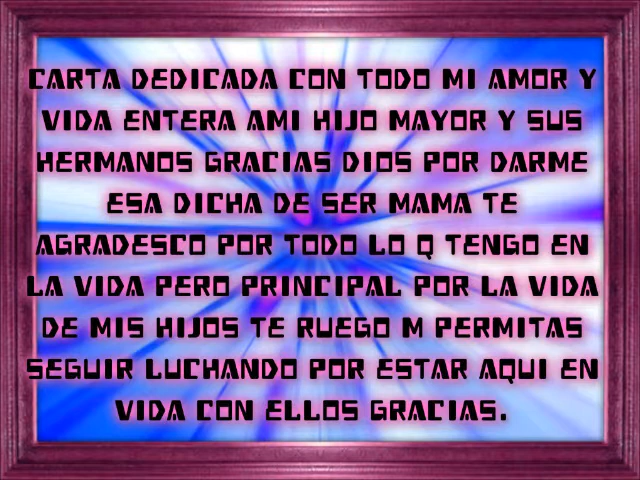 CARTA DEDICADA CON TODO MI AMOR Y
VIDA ENTERA AMI HIJO MAYOR Y SUS
HERMANOS GRACIAS DIOS POR DARME
ESA DICHA DE SER MAMA TE
AGRADESCO POR TODO LO Q TENGO EN
LA VIDA PERO PRINCIPAL POR LA VIDA
DE MIS HIJOS TE RUEGO M PERMITAS
SEGUIR LUCHANDO POR ESTAR AQUI EN
VIDA CON ELLOS GRACIAS.